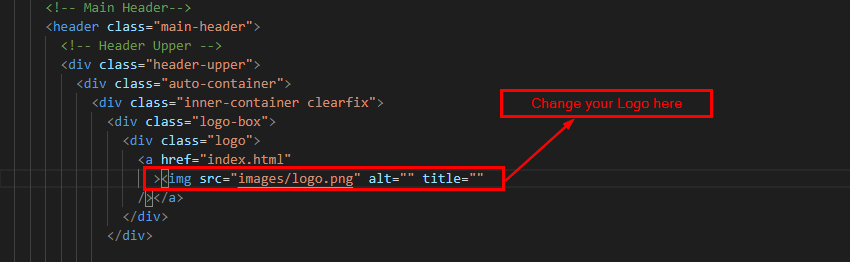 <!-- Main Header-->
<header class="main-header">
<!-- Header Upper -->
<div class="header-upper">
<div class="auto-container">
<div class="inner-container clearfix">
Change your Logo here
<div class="logo-box">
<div class="logo">
<a href="index.html"
><img src="images/logo.png" alt="" title=""
/></a>
</div>
</div>